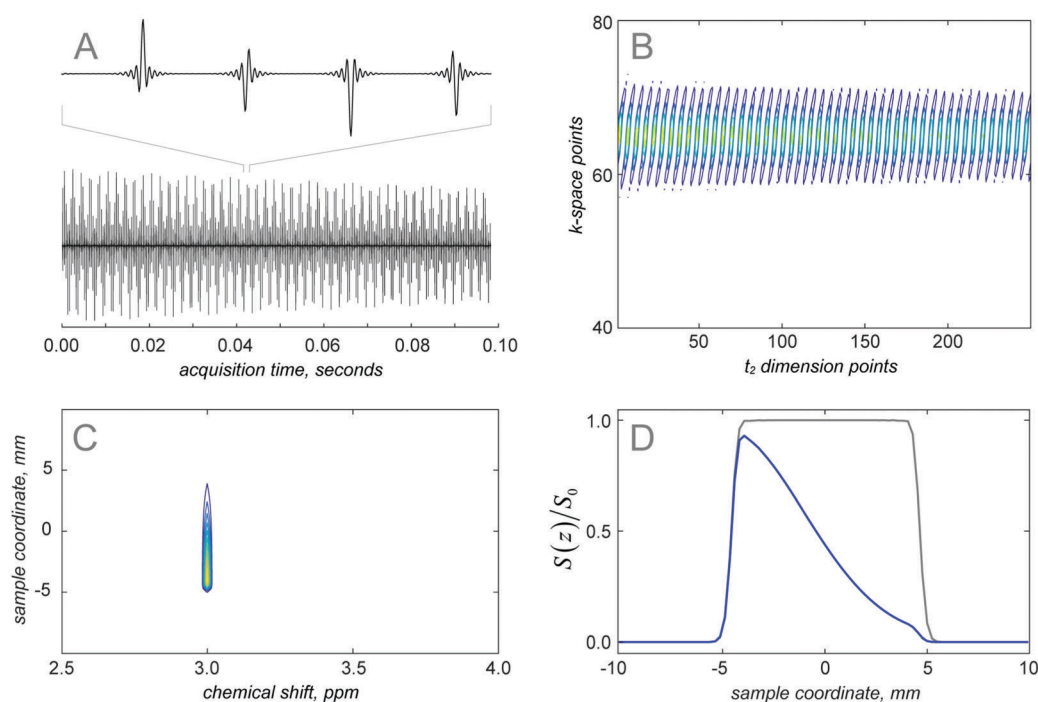 A
0.00 0.02 0.04 0.06 0.08 0.10
acquisition time, seconds
B
80
60
40
k-space points
50 100 150 200
t₂ dimension points
C
5
0
-5
sample coordinate, mm
2.5 3.0 3.5 4.0
chemical shift, ppm
D
1.0
0.5
0.0
S(z)/S₀
-10 -5 0 5 10
sample coordinate, mm